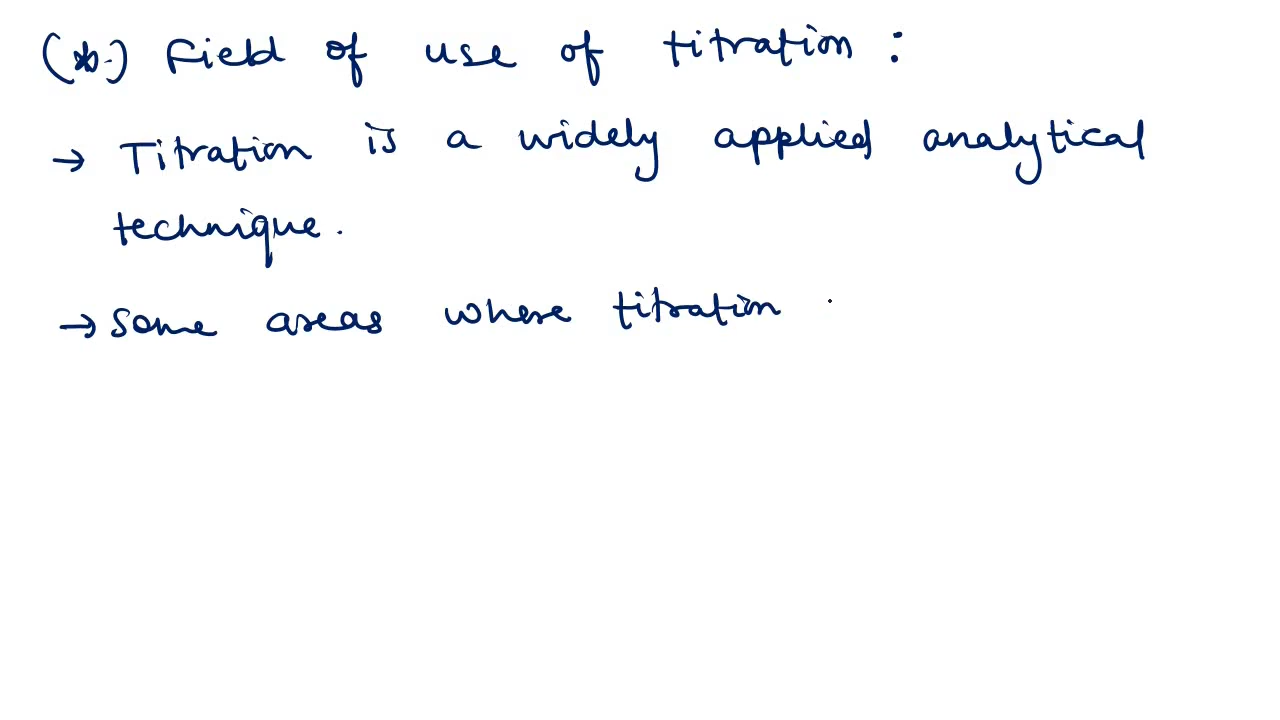 (*.) Field of use of titration :
→ Titration is a widely applied analytical
technique.
→ Some areas where titration